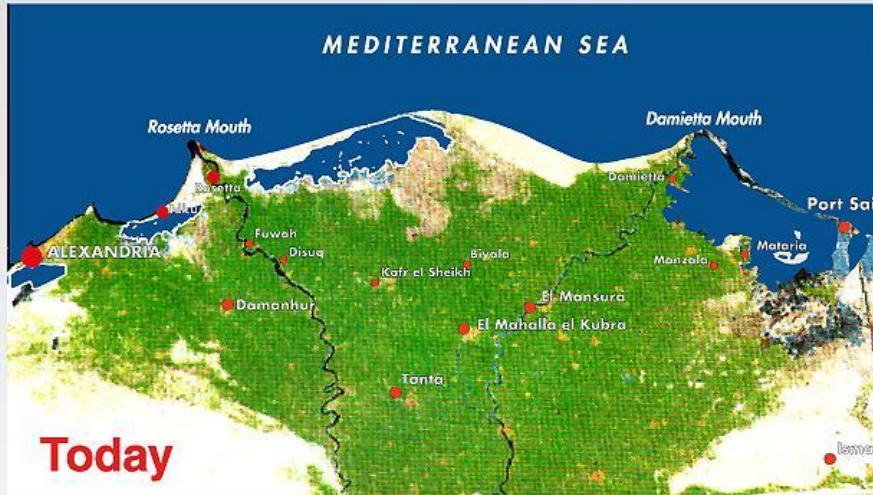 MEDITERRANEAN SEA
Rosetta Mouth
Damietta Mouth
Rosetta
Damietta
Port Sai
ALEXANDRIA
Fuwah
Disuq
Biyala
Mataria
Manzala
Kafr el Sheikh
Damanhur
El Mansura
El Mahalla el Kubra
Tanta
Today
Isma